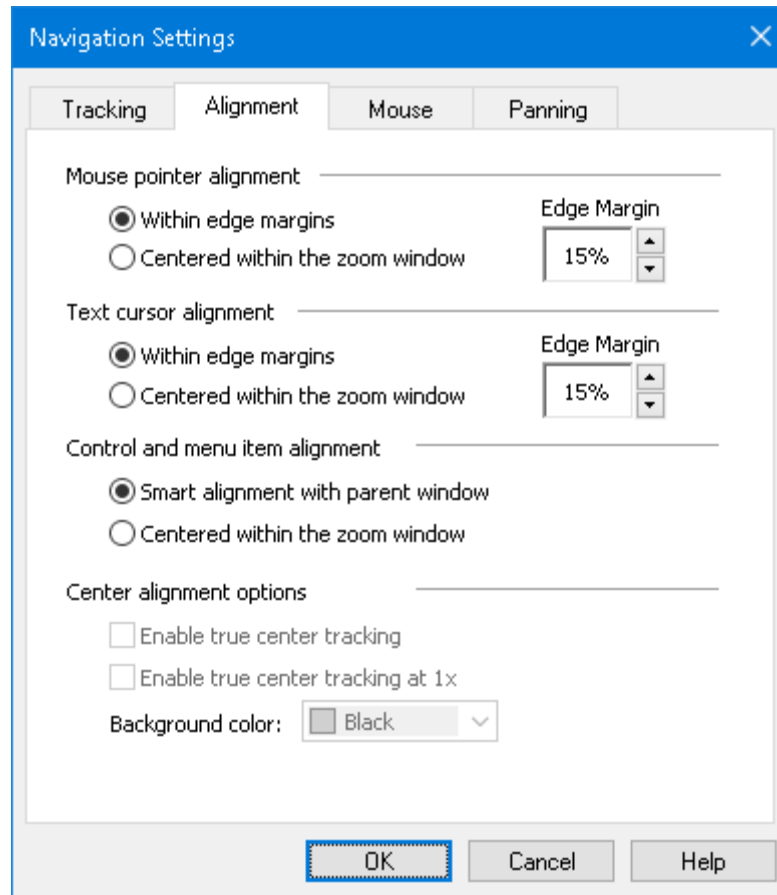 Navigation Settings
Tracking Alignment Mouse Panning
Mouse pointer alignment
Within edge margins
Centered within the zoom window
Edge Margin
15%
Text cursor alignment
Within edge margins
Centered within the zoom window
Edge Margin
15%
Control and menu item alignment
Smart alignment with parent window
Centered within the zoom window
Center alignment options
Enable true center tracking
Enable true center tracking at 1x
Background color: Black
OK Cancel Help